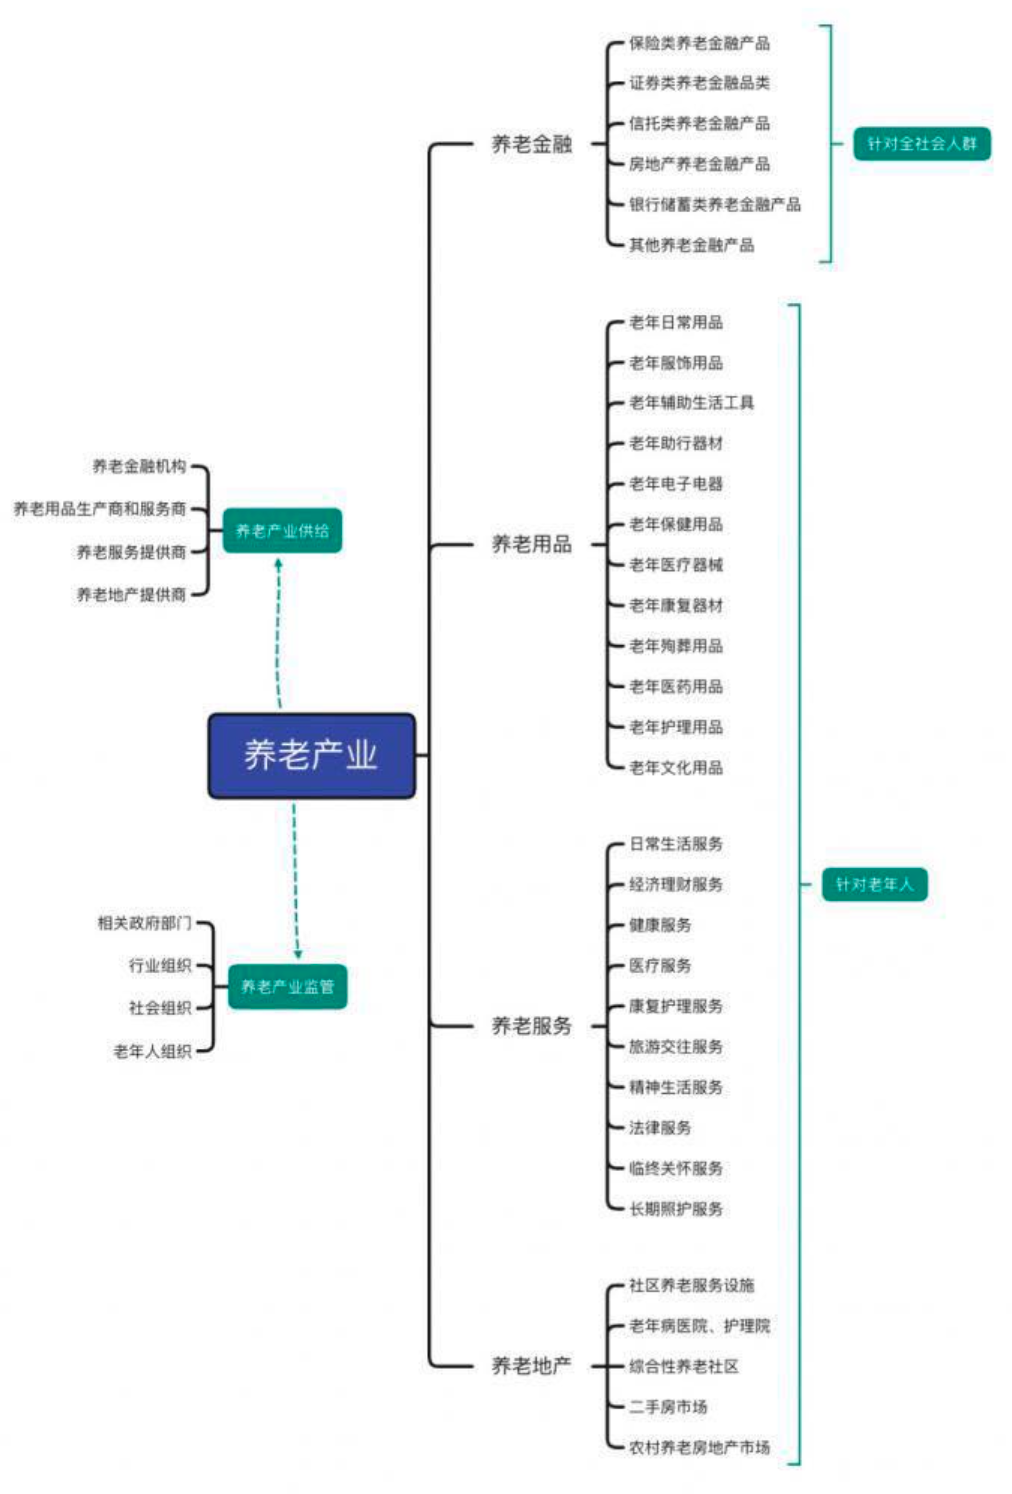 保险类养老金融产品
证券类养老金融品类
信托类养老金融产品
养老金融
针对全社会人群
房地产养老金融产品
银行储蓄类养老金融产品
其他养老金融产品
老年日常用品
老年服饰用品
老年辅助生活工具
老年助行器材
养老金融机构
老年电子电器
养老用品生产商和服务商
养老产业供给
老年保健用品
养老用品
养老服务提供商
老年医疗器械
养老地产提供商
老年康复器材
老年殉葬用品
老年医药用品
老年护理用品
养老产业
老年文化用品
日常生活服务
经济理财服务
针对老年人
相关政府部门
健康服务
行业组织
医疗服务
养老产业监管
社会组织
康复护理服务
养老服务
老年人组织
旅游交往服务
精神生活服务
法律服务
临终关怀服务
长期照护服务
社区养老服务设施
老年病医院、护理院
养老地产
综合性养老社区
二手房市场
农村养老房地产市场